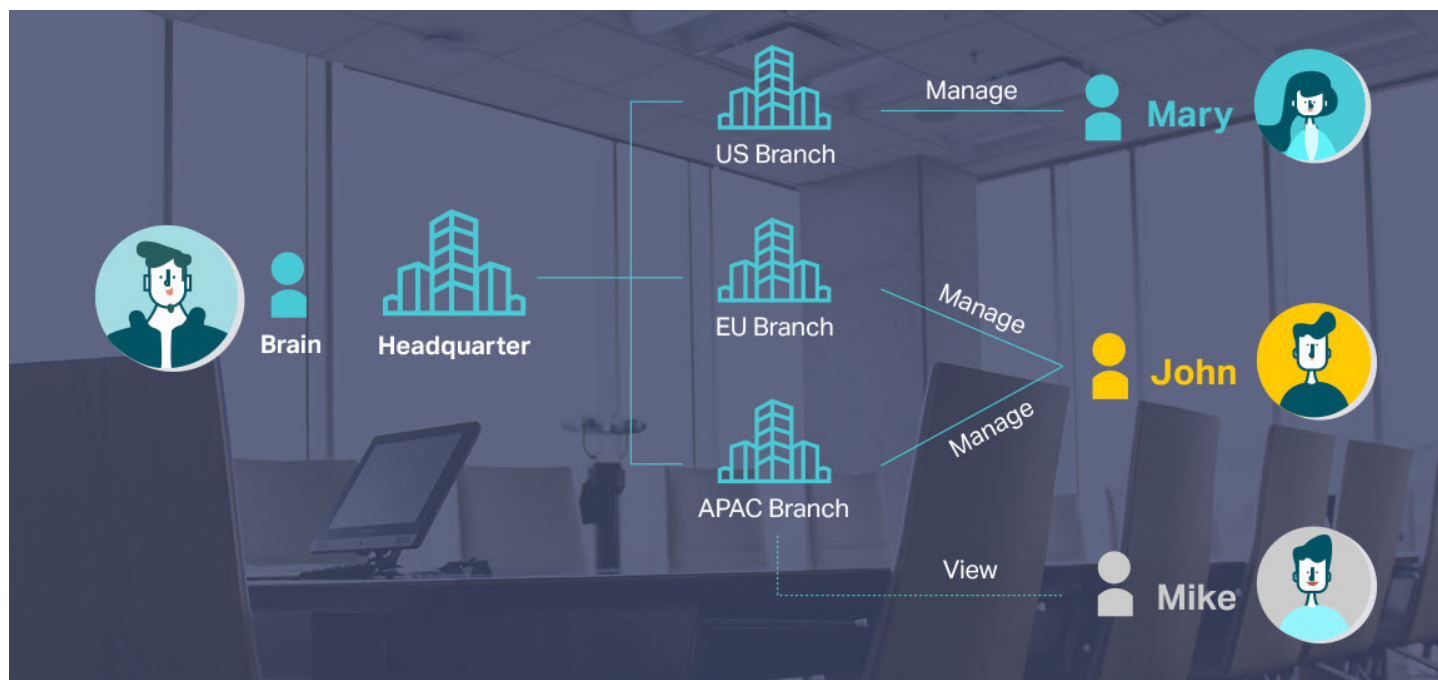 US Branch
Manage
Mary
Brain
Headquarter
EU Branch
Manage
John
Manage
APAC Branch
View
Mike